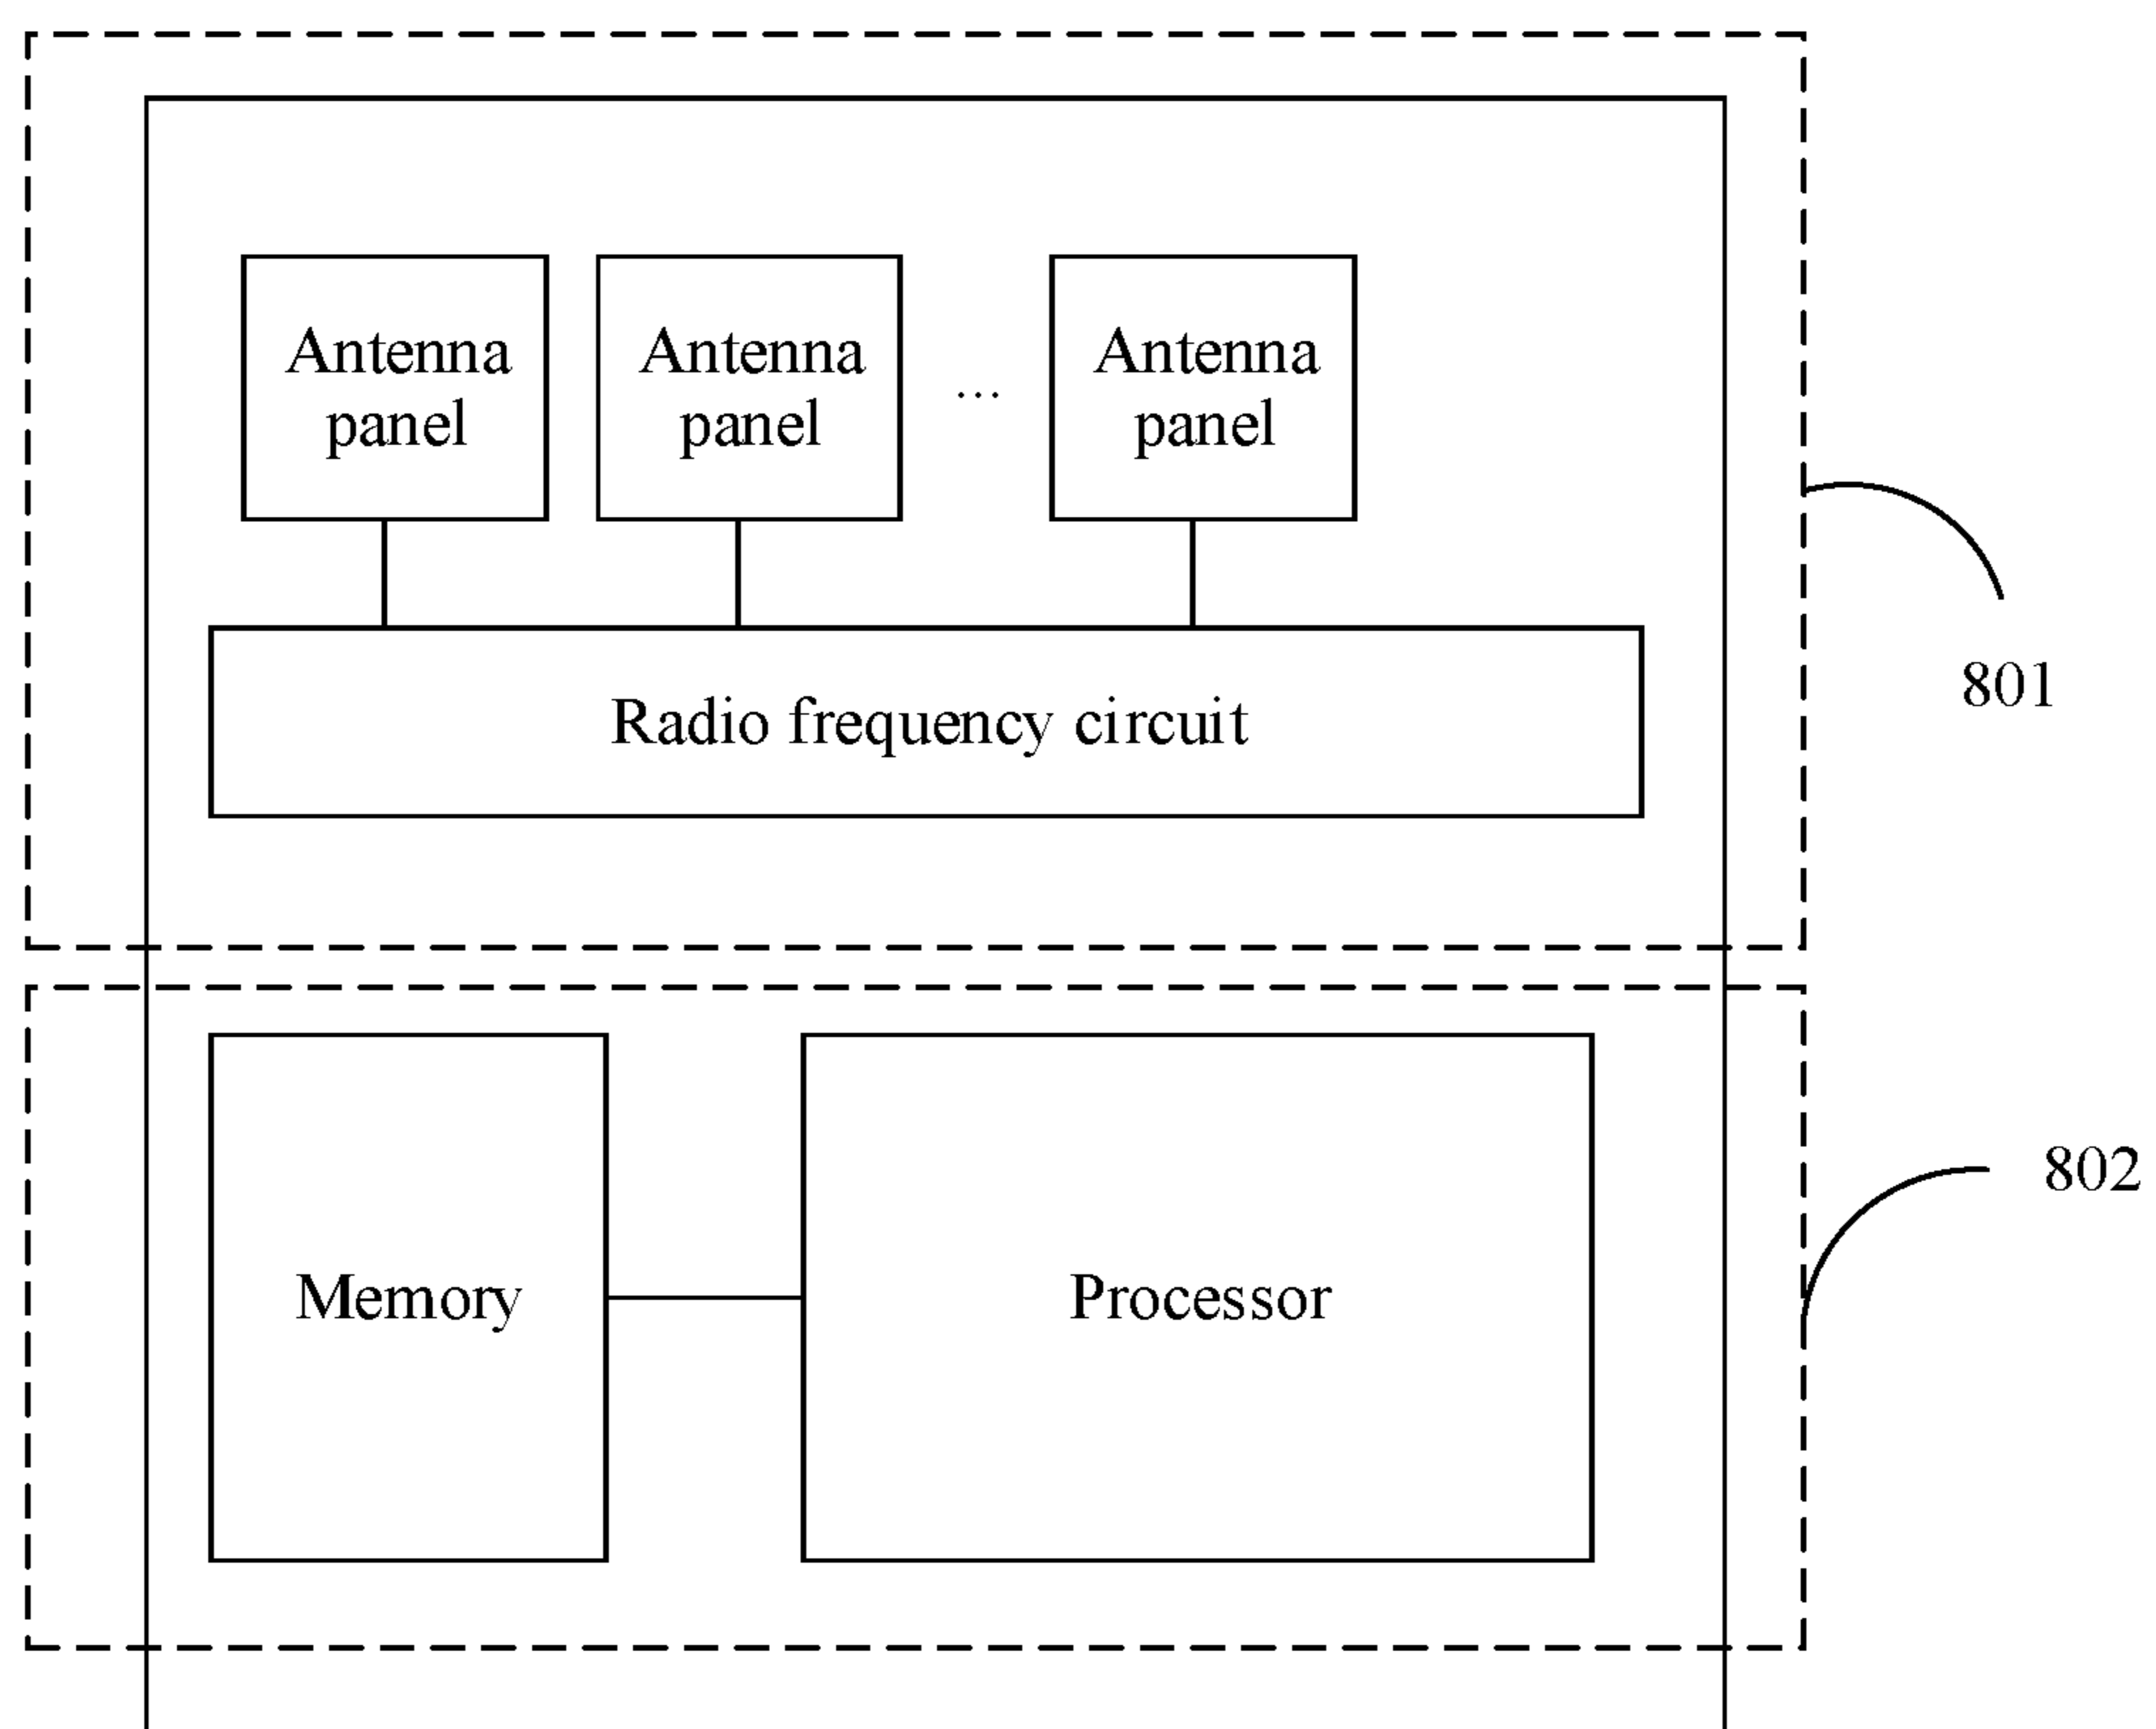 Antenna
panel
Antenna
panel
...
Antenna
panel
Radio frequency circuit
801
Memory
Processor
802